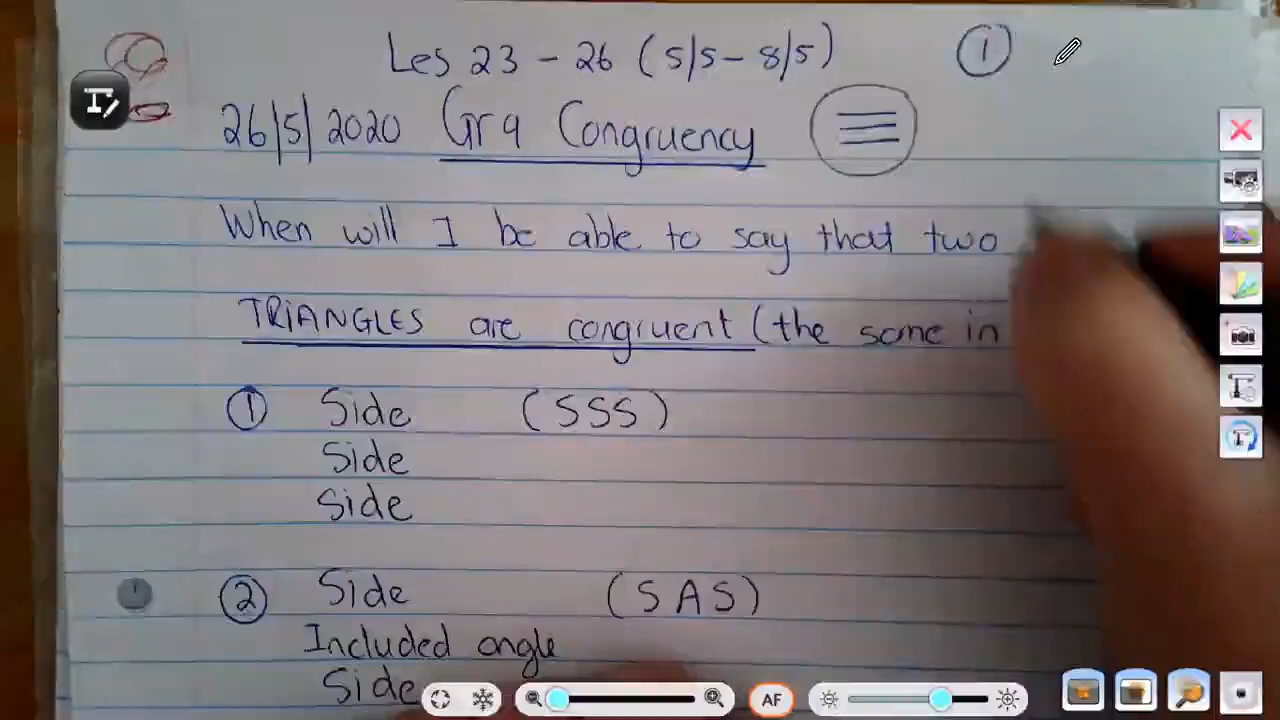 Les 23 - 26 (5/5 - 8/5) ①
26/5/2020 Gr 9 Congruency ≡
When will I be able to say that two
TRIANGLES are congruent (the same in
① Side (SSS)
Side
Side
② Side (SAS)
Included angle
Side
AF